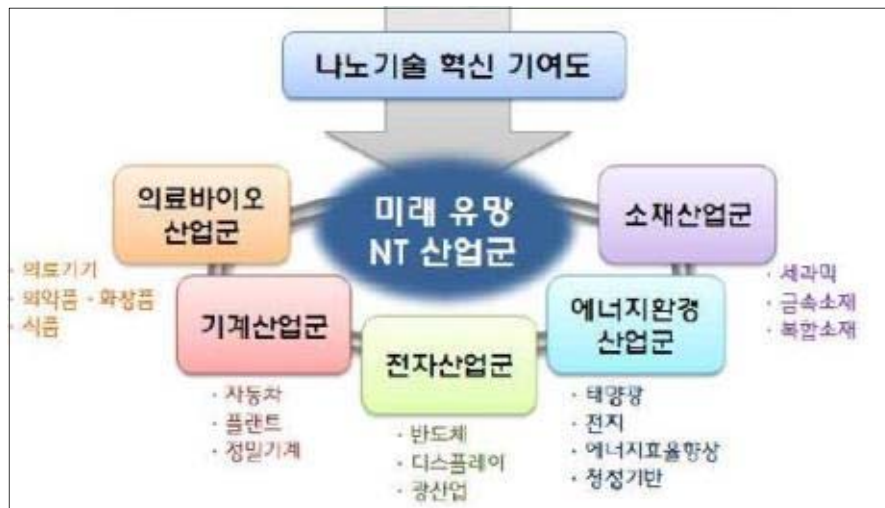 나노기술 혁신 기여도
미래 유망
NT 산업군
의료바이오
산업군
· 의료기기
· 의약품 · 화장품
· 식품
기계산업군
· 자동차
· 플랜트
· 정밀기계
전자산업군
· 반도체
· 디스플레이
· 광산업
에너지환경
산업군
· 태양광
· 전지
· 에너지효율향상
· 청정기반
소재산업군
· 세라믹
· 금속소재
· 복합소재